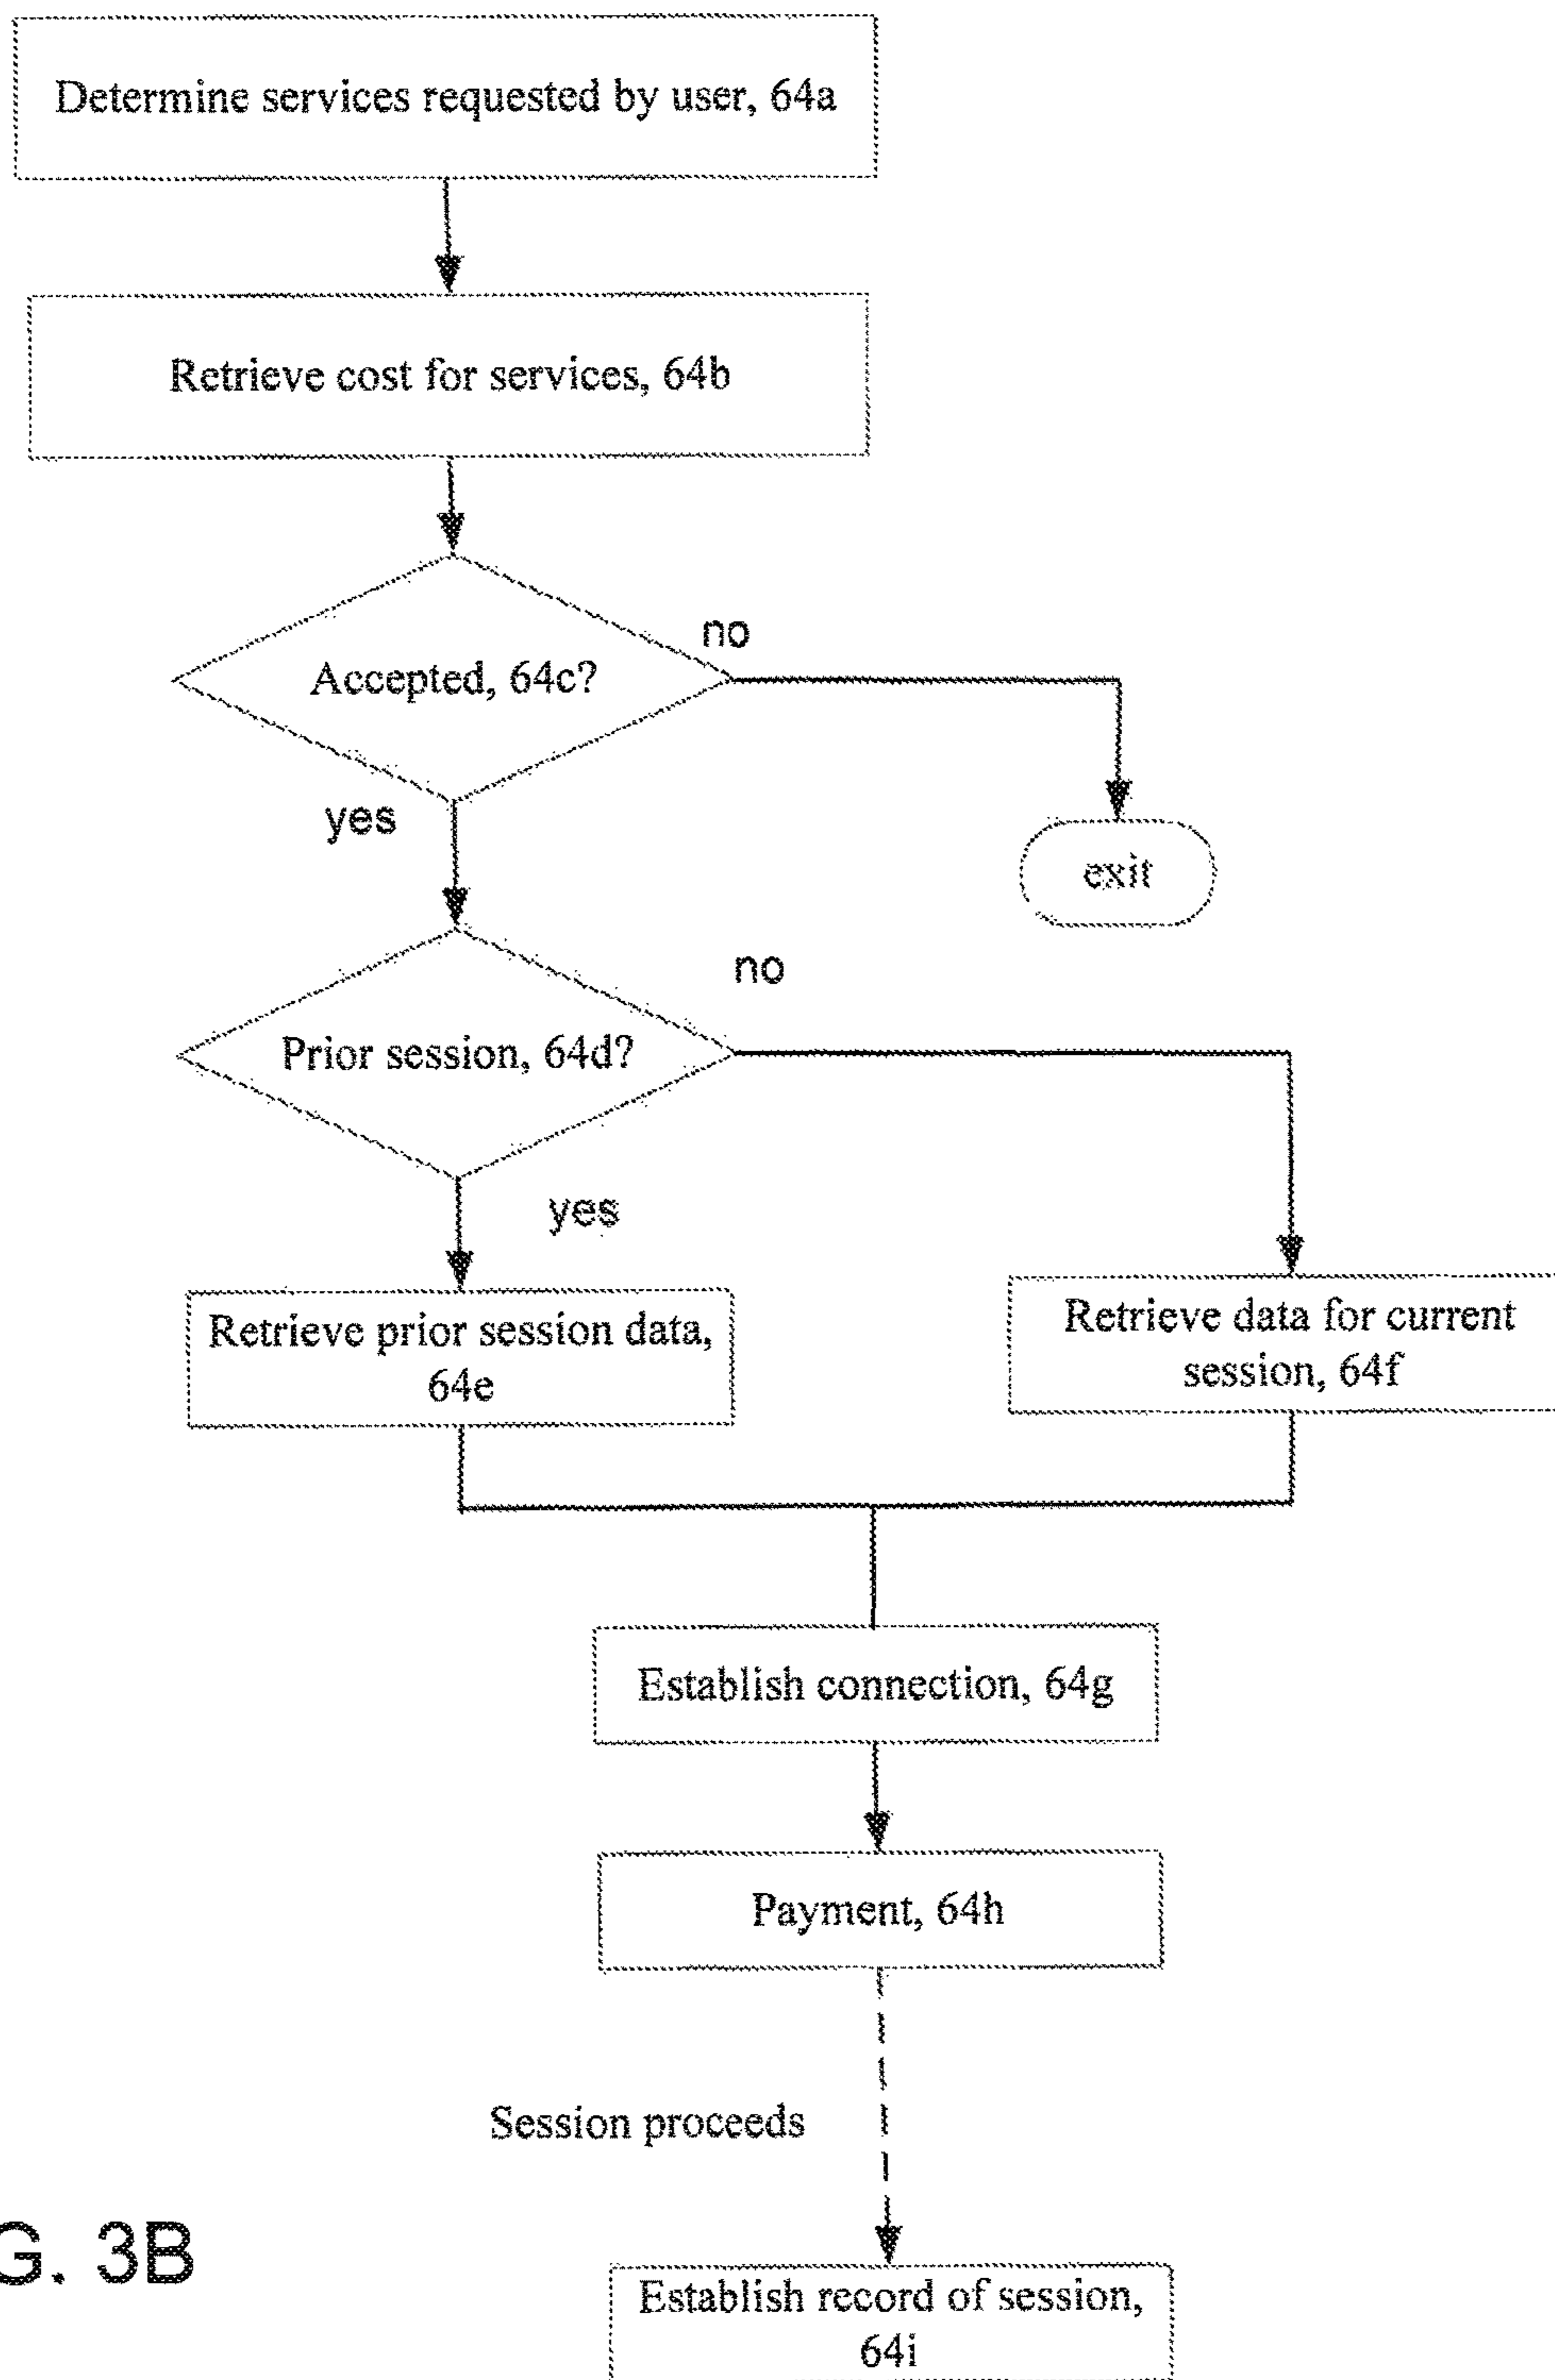 Determine services requested by user, 64a
Retrieve cost for services, 64b
no
Accepted, 64c?
yes
exit
no
Prior session, 64d?
yes
Retrieve prior session data,
64e
Retrieve data for current
session, 64f
Establish connection, 64g
Payment, 64h
Session proceeds
G. 3B
Establish record of session,
64i